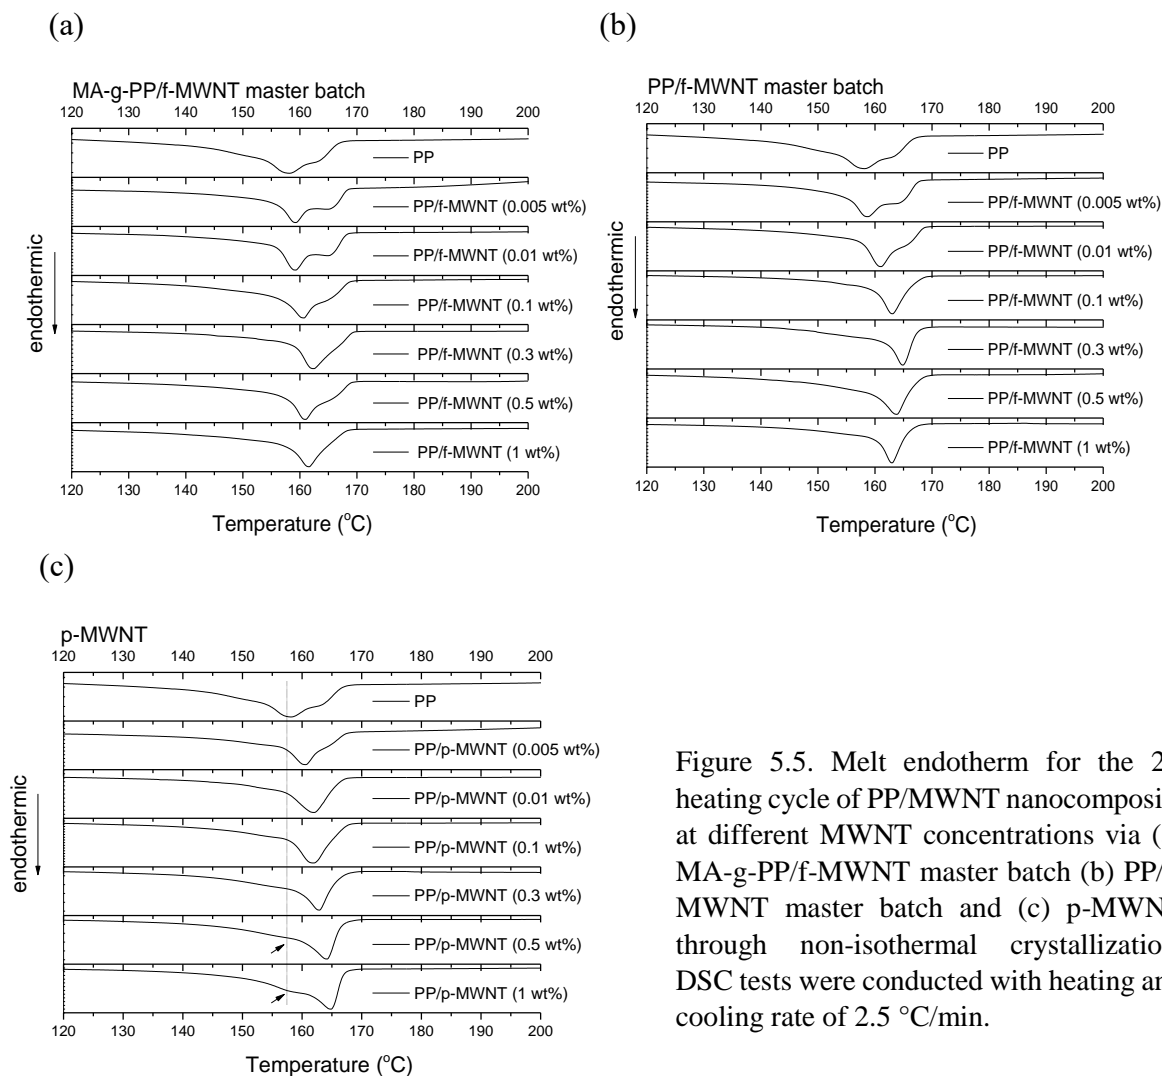 (a)
MA-g-PP/f-MWNT master batch
120 130 140 150 160 170 180 190 200
PP
PP/f-MWNT (0.005 wt%)
PP/f-MWNT (0.01 wt%)
PP/f-MWNT (0.1 wt%)
PP/f-MWNT (0.3 wt%)
PP/f-MWNT (0.5 wt%)
PP/f-MWNT (1 wt%)
endothermic
120 130 140 150 160 170 180 190 200
Temperature (°C)
(b)
PP/f-MWNT master batch
120 130 140 150 160 170 180 190 200
PP
PP/f-MWNT (0.005 wt%)
PP/f-MWNT (0.01 wt%)
PP/f-MWNT (0.1 wt%)
PP/f-MWNT (0.3 wt%)
PP/f-MWNT (0.5 wt%)
PP/f-MWNT (1 wt%)
endothermic
120 130 140 150 160 170 180 190 200
Temperature (°C)
(c)
p-MWNT
120 130 140 150 160 170 180 190 200
PP
PP/p-MWNT (0.005 wt%)
PP/p-MWNT (0.01 wt%)
PP/p-MWNT (0.1 wt%)
PP/p-MWNT (0.3 wt%)
PP/p-MWNT (0.5 wt%)
PP/p-MWNT (1 wt%)
endothermic
120 130 140 150 160 170 180 190 200
Temperature (°C)
Figure 5.5. Melt endotherm for the 2
heating cycle of PP/MWNT nanocomposi
at different MWNT concentrations via (
MA-g-PP/f-MWNT master batch (b) PP/
MWNT master batch and (c) p-MWN
through non-isothermal crystallizatio
DSC tests were conducted with heating an
cooling rate of 2.5 °C/min.